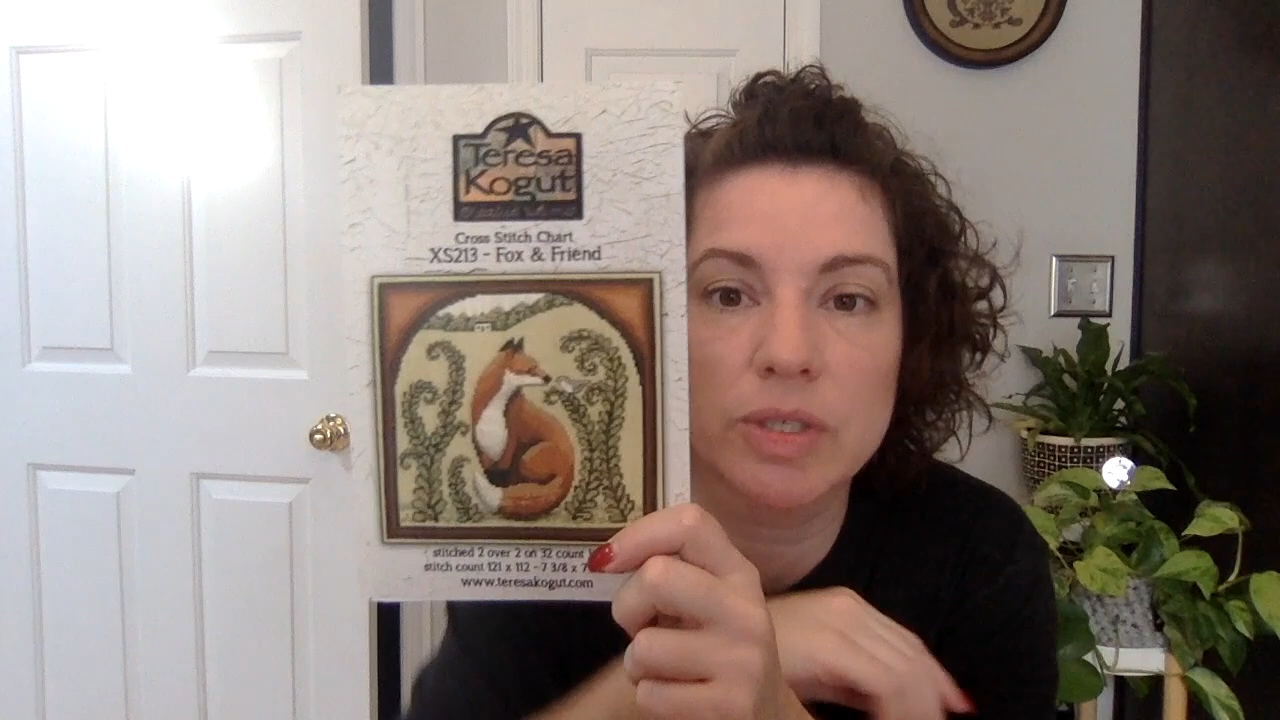 Teresa
Kogut
Cross Stitch Chart
XS213 - Fox & Friend
stitched 2 over 2 on 32 count
stitch count 121 x 112 - 7 3/8 x 7
www.teresakogut.com